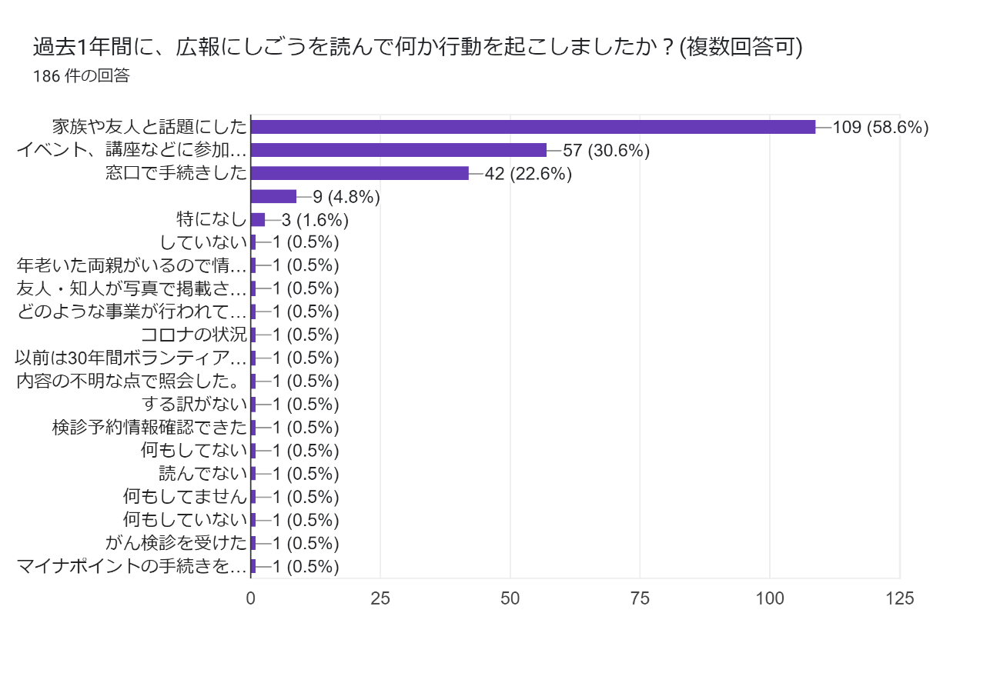 過去1年間に、広報にしごうを読んで何か行動を起こしましたか？(複数回答可)
186 件の回答
家族や友人と話題にした 109 (58.6%)
イベント、講座などに参加… 57 (30.6%)
窓口で手続きした 42 (22.6%)
9 (4.8%)
特になし 3 (1.6%)
していない 1 (0.5%)
年老いた両親がいるので情… 1 (0.5%)
友人・知人が写真で掲載さ… 1 (0.5%)
どのような事業が行われて… 1 (0.5%)
コロナの状況 1 (0.5%)
以前は30年間ボランティア… 1 (0.5%)
内容の不明な点で照会した。 1 (0.5%)
する訳がない 1 (0.5%)
検診予約情報確認できた 1 (0.5%)
何もしてない 1 (0.5%)
読んでない 1 (0.5%)
何もしてません 1 (0.5%)
何もしていない 1 (0.5%)
がん検診を受けた 1 (0.5%)
マイナポイントの手続きを… 1 (0.5%)
0 25 50 75 100 125